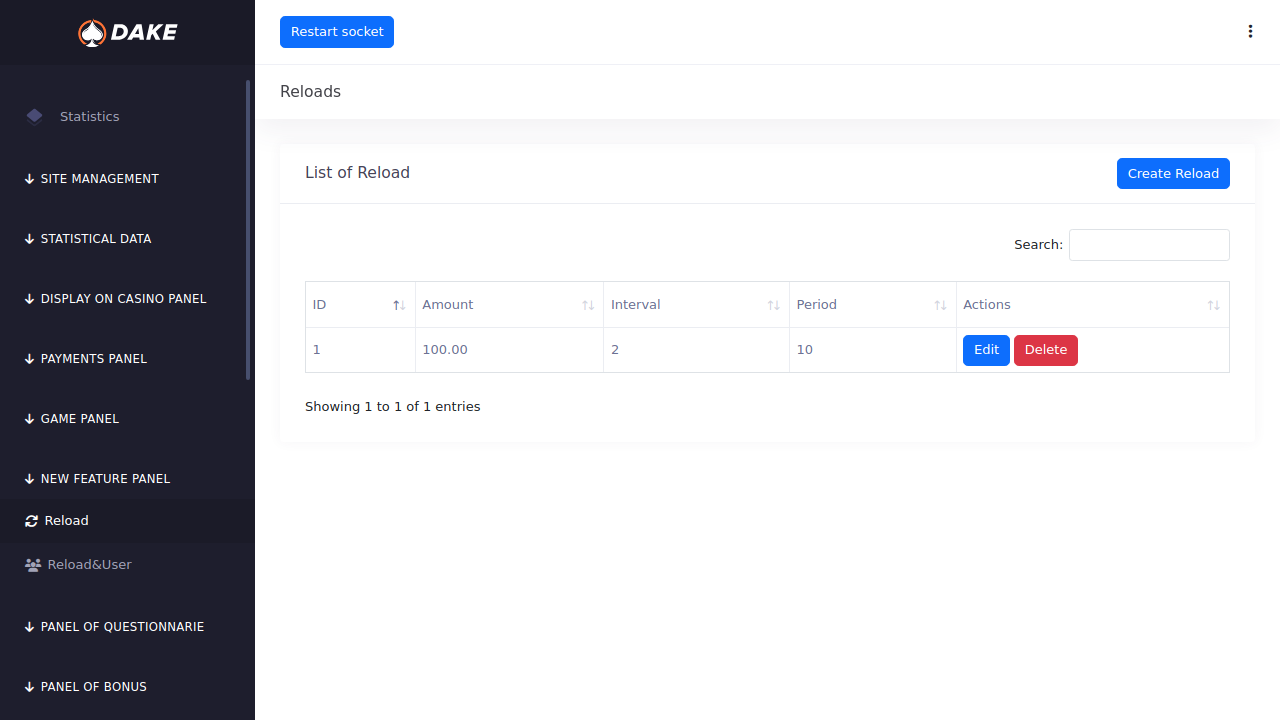 DAKE
Restart socket
Reloads
Statistics
SITE MANAGEMENT
STATISTICAL DATA
DISPLAY ON CASINO PANEL
PAYMENTS PANEL
GAME PANEL
NEW FEATURE PANEL
Reload
Reload&User
PANEL OF QUESTIONNARIE
PANEL OF BONUS
List of Reload
Create Reload
Search:
ID Amount Interval Period Actions
1 100.00 2 10 Edit Delete
Showing 1 to 1 of 1 entries